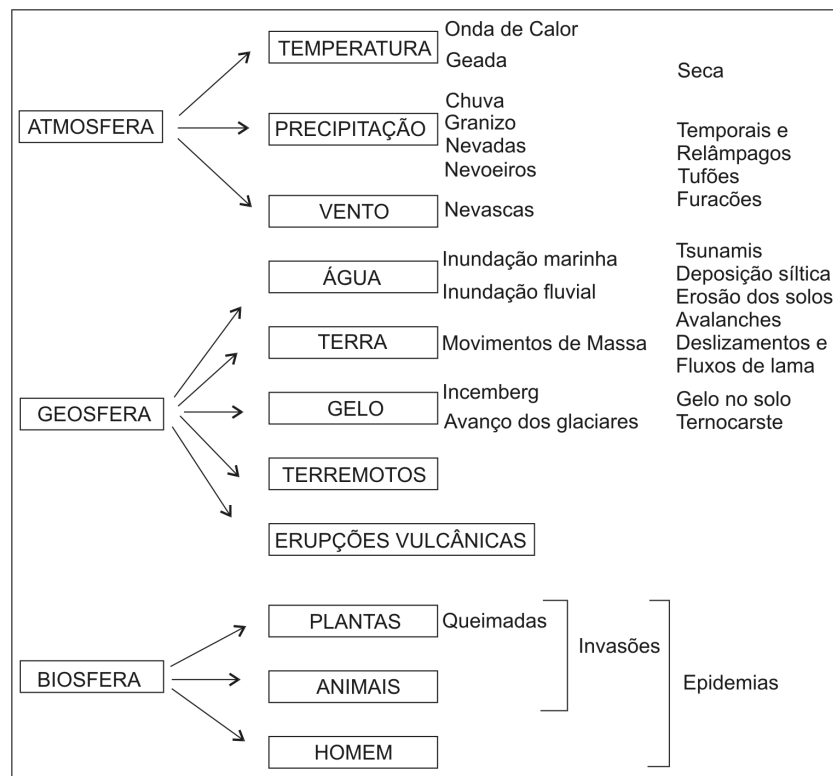 ATMOSFERA
TEMPERATURA
Onda de Calor
Geada
Seca
PRECIPITAÇÃO
Chuva
Granizo
Nevadas
Nevoeiros
Temporais e
Relâmpagos
Tufões
Furacões
VENTO
Nevascas
GEOSFERA
ÁGUA
Inundação marinha
Inundação fluvial
Tsunamis
Deposição síltica
Erosão dos solos
TERRA
Movimentos de Massa
Avalanches
Deslizamentos e
Fluxos de lama
GELO
Incemberg
Avanço dos glaciares
Gelo no solo
Ternocarste
TERREMOTOS
ERUPÇÕES VULCÂNICAS
BIOSFERA
PLANTAS
Queimadas
ANIMAIS
Invasões
HOMEM
Epidemias